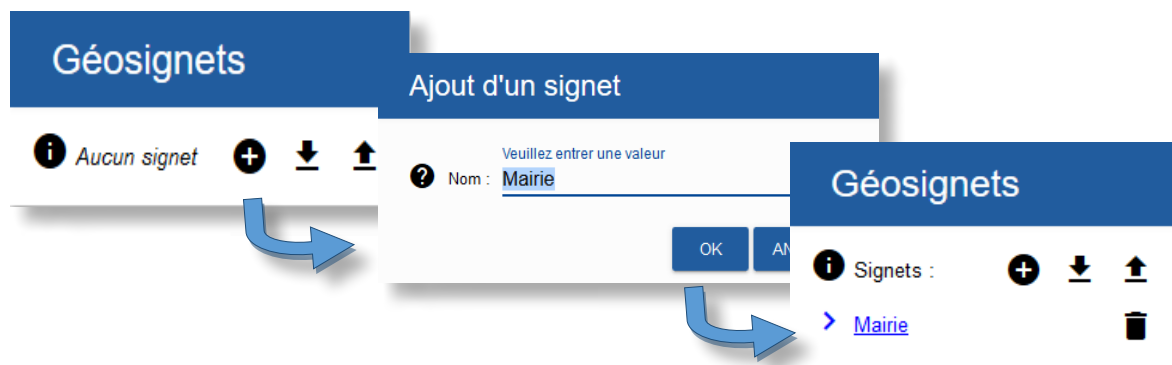 Géosignets
Aucun signet
Ajout d'un signet
Veuillez entrer une valeur
Nom : Mairie
OK
Géosignets
Signets :
Mairie